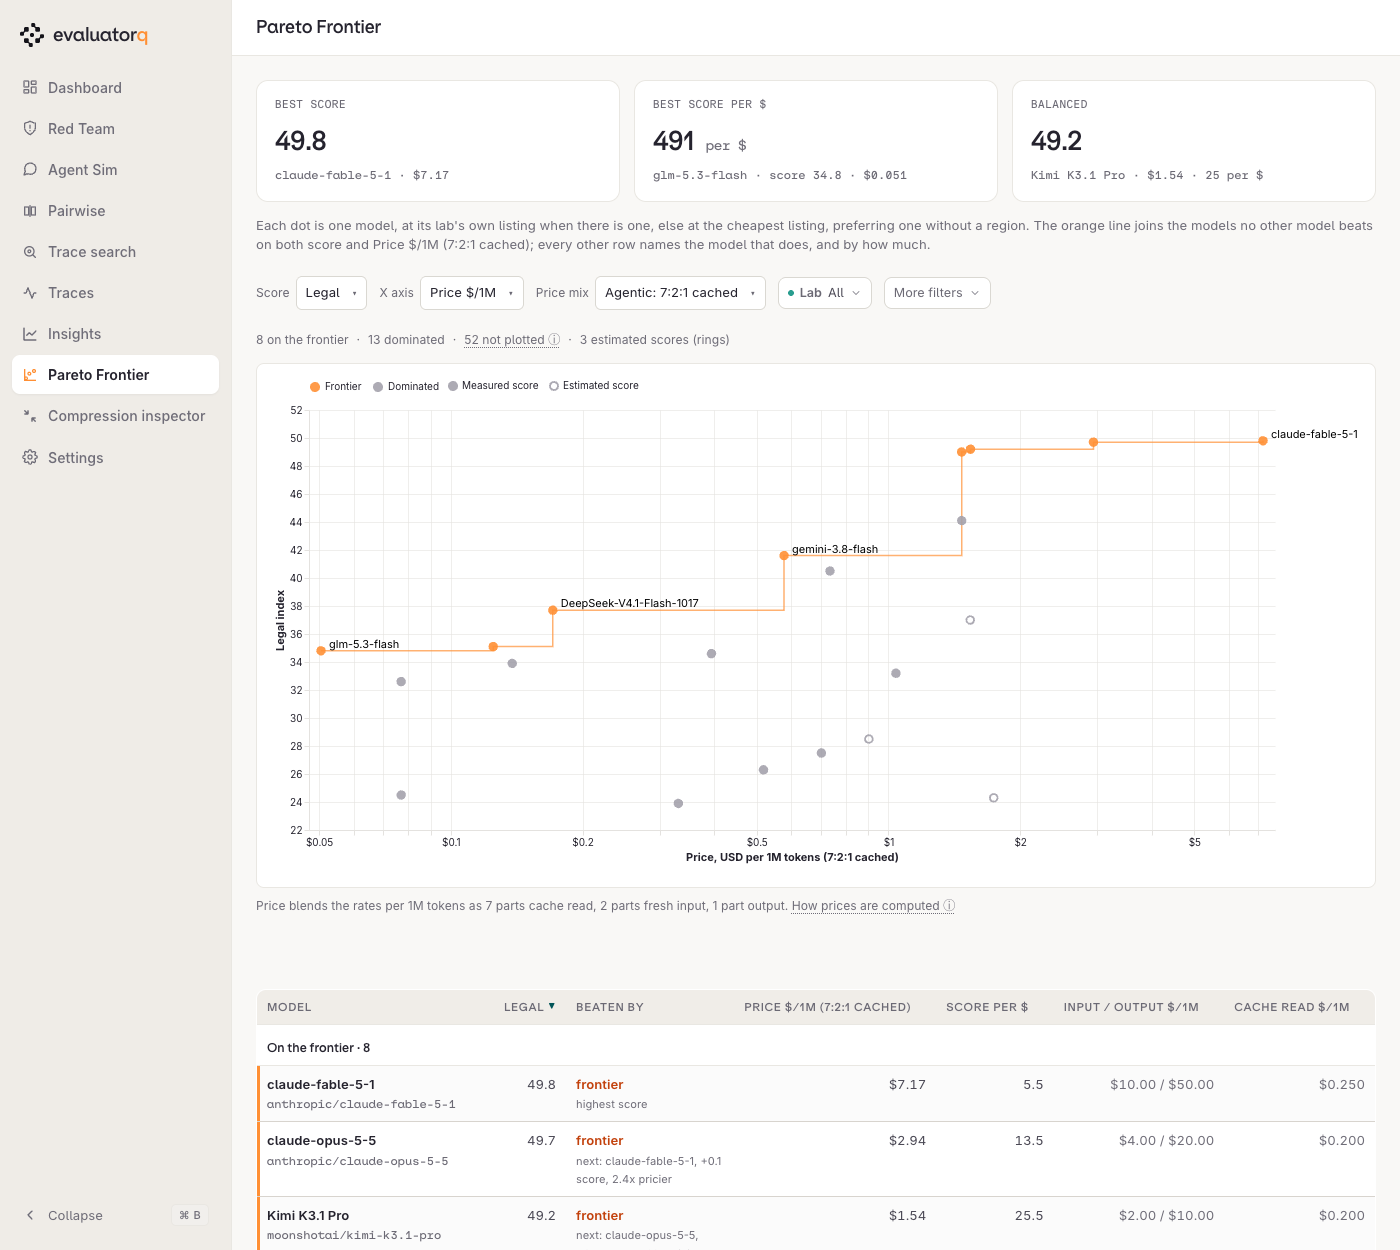 evaluatorq
Pareto Frontier
Dashboard
Red Team
Agent Sim
Pairwise
Trace search
Traces
Insights
Pareto Frontier
Compression inspector
Settings
Collapse
⌘ B
BEST SCORE
49.8
claude-fable-5-1 · $7.17
BEST SCORE PER $
491 per $
glm-5.3-flash · score 34.8 · $0.051
BALANCED
49.2
Kimi K3.1 Pro · $1.54 · 25 per $
Each dot is one model, at its lab's own listing when there is one, else at the cheapest listing, preferring one without a region. The orange line joins the models no other model beats
on both score and Price $/1M (7:2:1 cached); every other row names the model that does, and by how much.
Score Legal X axis Price $/1M Price mix Agentic: 7:2:1 cached Lab All More filters
8 on the frontier · 13 dominated · 52 not plotted ⓘ · 3 estimated scores (rings)
Frontier Dominated Measured score Estimated score
52
50
48
46
44
42
40
38
36
34
32
30
28
26
24
22
Legal index
claude-fable-5-1
gemini-3.8-flash
DeepSeek-V4.1-Flash-1017
glm-5.3-flash
$0.05 $0.1 $0.2 $0.5 $1 $2 $5
Price, USD per 1M tokens (7:2:1 cached)
Price blends the rates per 1M tokens as 7 parts cache read, 2 parts fresh input, 1 part output. How prices are computed ⓘ
MODEL LEGAL ▼ BEATEN BY PRICE $/1M (7:2:1 CACHED) SCORE PER $ INPUT / OUTPUT $/1M CACHE READ $/1M
On the frontier · 8
claude-fable-5-1 49.8 frontier $7.17 5.5 $10.00 / $50.00 $0.250
anthropic/claude-fable-5-1 highest score
claude-opus-5-5 49.7 frontier $2.94 13.5 $4.00 / $20.00 $0.200
anthropic/claude-opus-5-5 next: claude-fable-5-1, +0.1
score, 2.4x pricier
Kimi K3.1 Pro 49.2 frontier $1.54 25.5 $2.00 / $10.00 $0.200
moonshotai/kimi-k3.1-pro next: claude-opus-5-5,